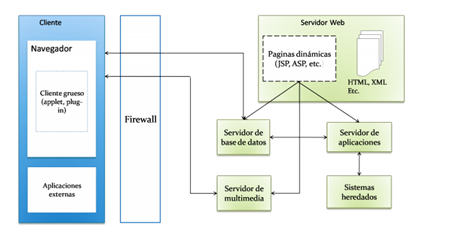 Cliente
Navegador
Cliente grueso
(applet, plug-
in)
Aplicaciones
externas
Firewall
Servidor Web
Paginas dinámicas
(JSP, ASP, etc.
HTML, XML
Etc.
Servidor de
base de datos
Servidor de
aplicaciones
Servidor de
multimedia
Sistemas
heredados